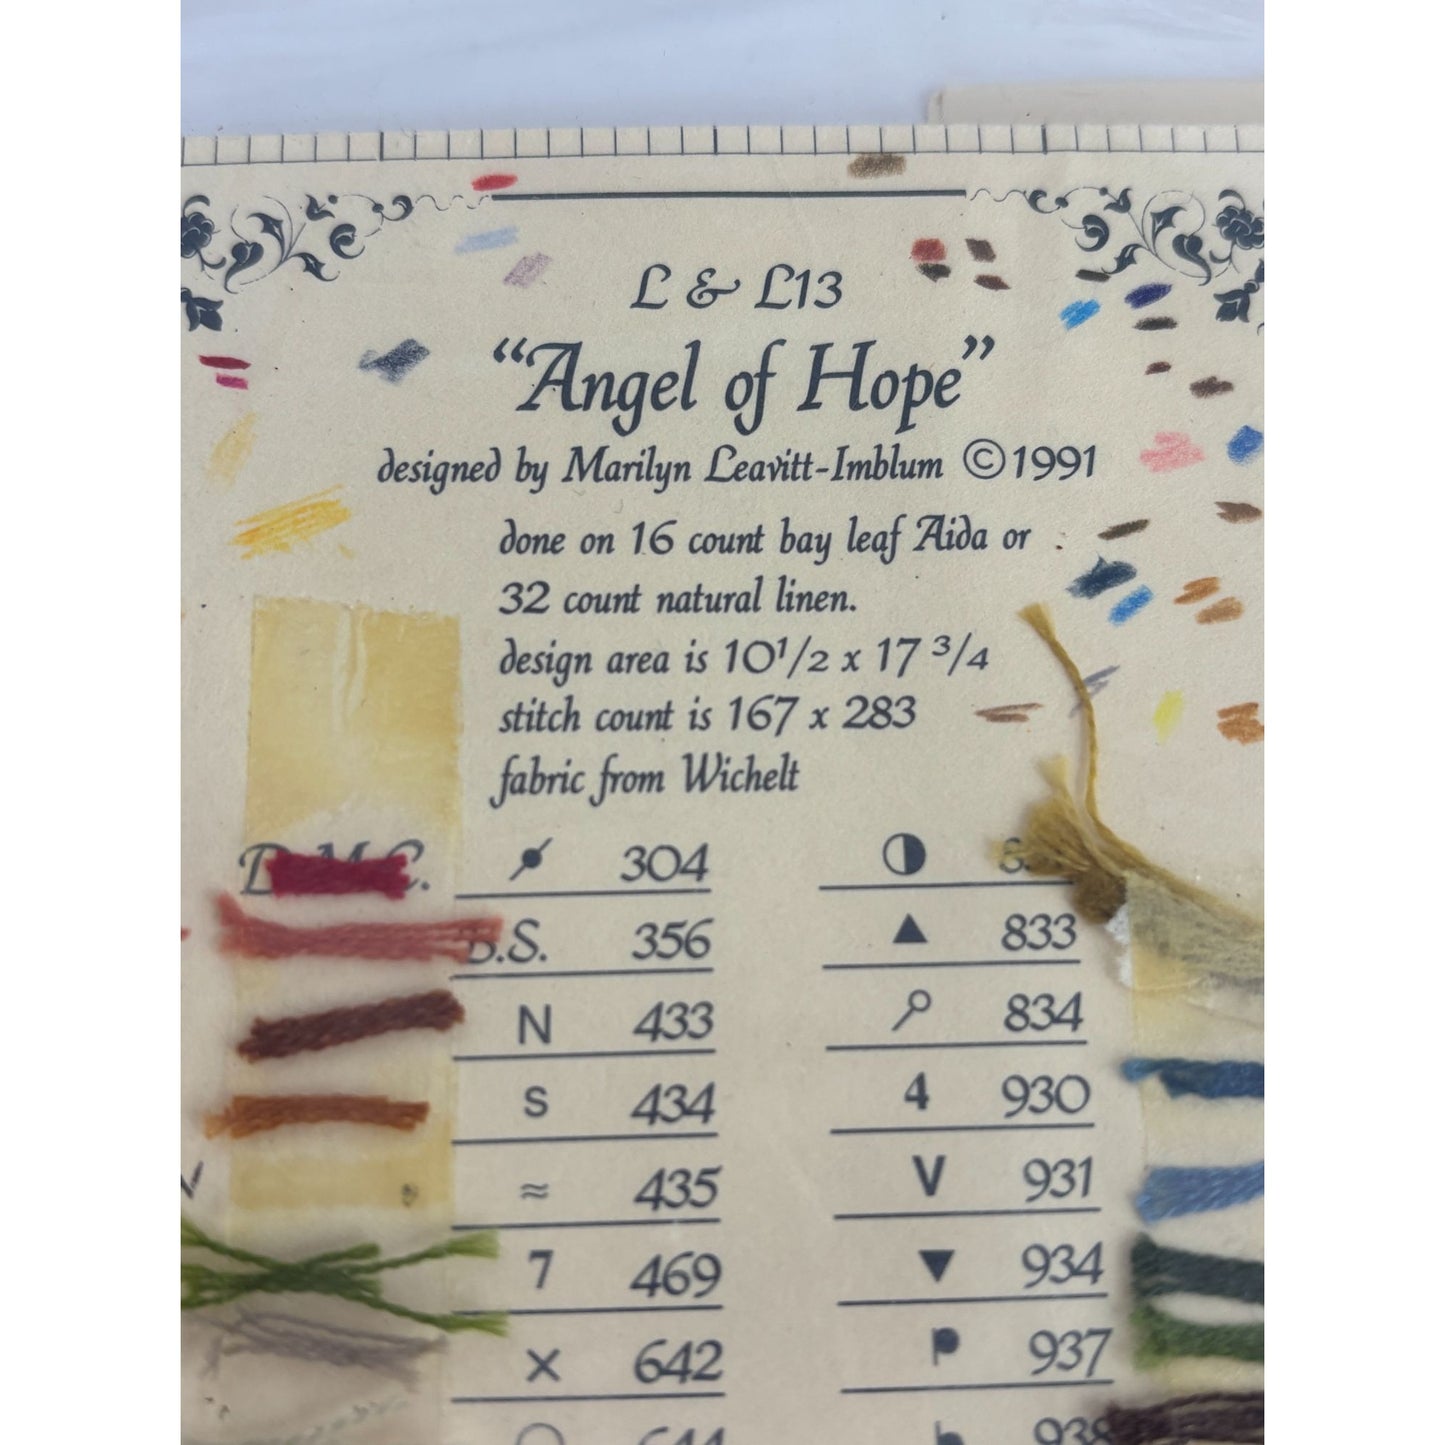 L & L13
“Angel of Hope”
designed by Marilyn Leavitt-Imblum ©1991
done on 16 count bay leaf Aida or
32 count natural linen.
design area is 10 1/2 x 17 3/4
stitch count is 167 x 283
fabric from Wichelt
D.M.C. 304
B.S. 356
N 433
S 434
≈ 435
7 469
× 642
644
▲ 833
834
4 930
V 931
▼ 934
937
938